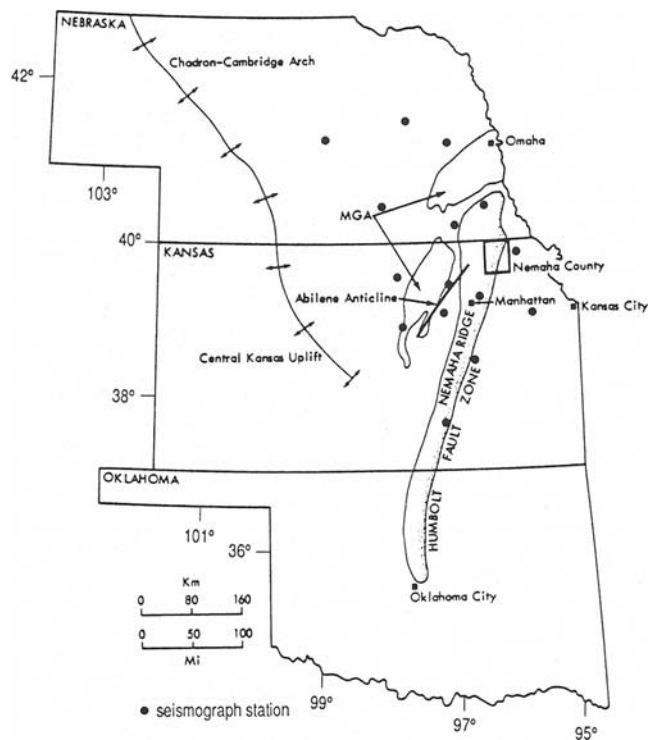 NEBRASKA
42°
Chadron-Cambridge Arch
Omaha
103°
MGA
40°
KANSAS
Nemaha County
Abilene Anticline
Manhattan
Kansas City
Central Kansas Uplift
NEMAHA RIDGE
38°
HUMBOLT FAULT ZONE
OKLAHOMA
101°
36°
Km
0 80 160
Oklahoma City
0 50 100
Mi
99°
97°
95°
seismograph station